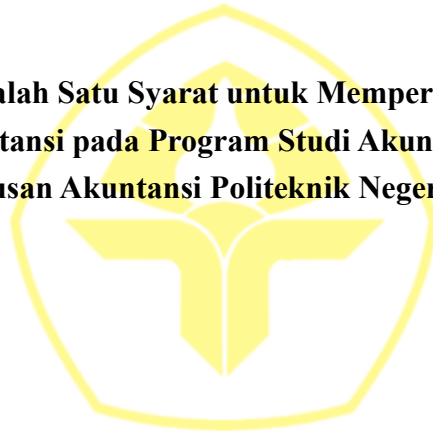 alah Satu Syarat untuk Memper
tansi pada Program Studi Akun
usan Akuntansi Politeknik Neger